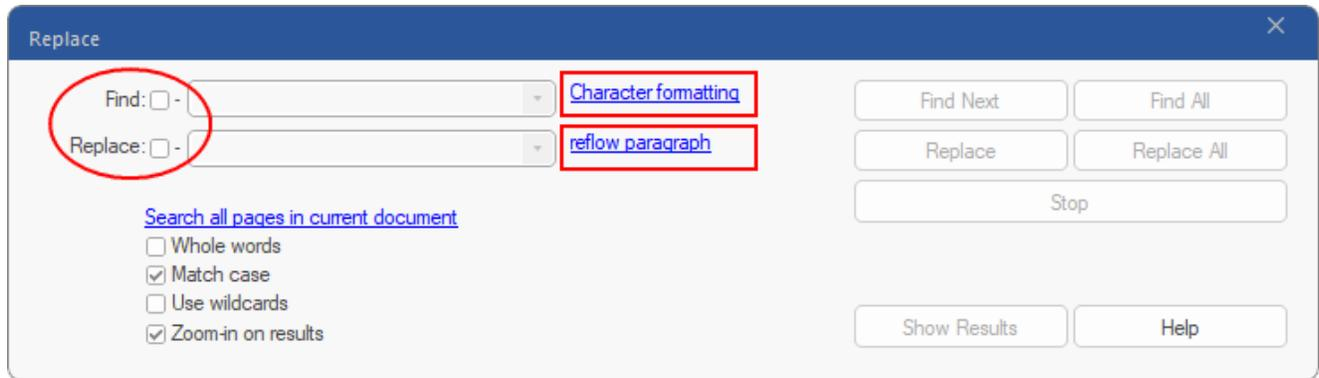 Replace
Find: - Character formatting Find Next Find All
Replace: - reflow paragraph Replace Replace All
Stop
Search all pages in current document
Whole words
Match case
Use wildcards
Zoom-in on results Show Results Help